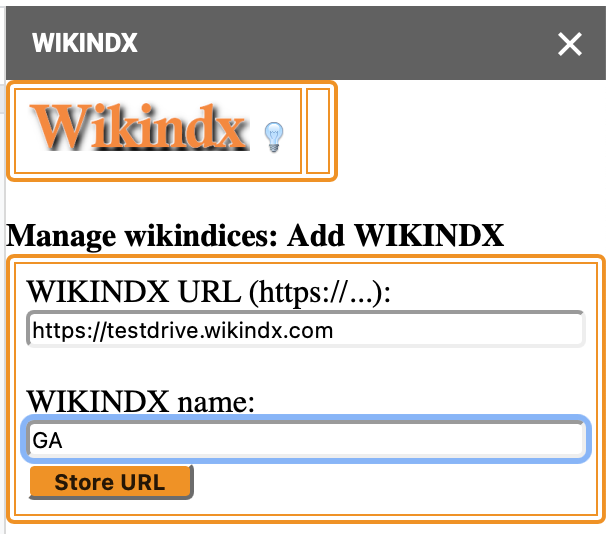 WIKINDX
Wikindx
Manage wikindices: Add WIKINDX
WIKINDX URL (https://...):
https://testdrive.wikindx.com
WIKINDX name:
GA
Store URL